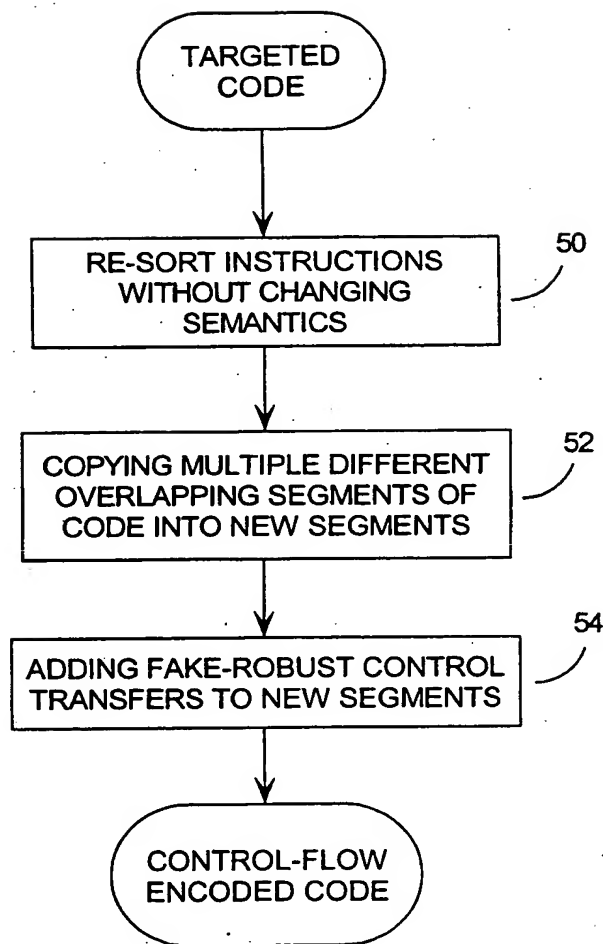 TARGETED
CODE
RE-SORT INSTRUCTIONS
WITHOUT CHANGING
SEMANTICS
50
COPYING MULTIPLE DIFFERENT
OVERLAPPING SEGMENTS OF
CODE INTO NEW SEGMENTS
52
ADDING FAKE-ROBUST CONTROL
TRANSFERS TO NEW SEGMENTS
54
CONTROL-FLOW
ENCODED CODE